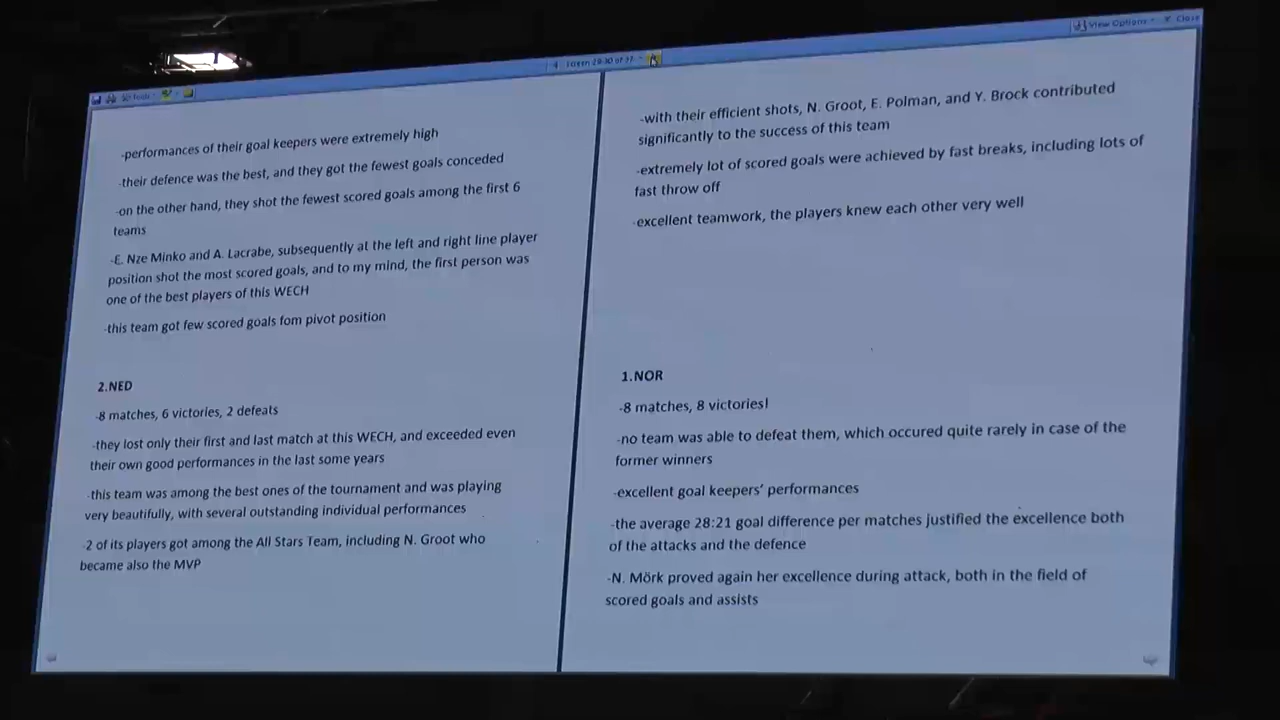 View Options
Close
-performances of their goal keepers were extremely high
-their defence was the best, and they got the fewest goals conceded
-on the other hand, they shot the fewest scored goals among the first 6
teams
-E. Nze Minko and A. Lacrabe, subsequently at the left and right line player
position shot the most scored goals, and to my mind, the first person was
one of the best players of this WECH
-this team got few scored goals fom pivot position
2.NED
-8 matches, 6 victories, 2 defeats
-they lost only their first and last match at this WECH, and exceeded even
their own good performances in the last some years
-this team was among the best ones of the tournament and was playing
very beautifully, with several outstanding individual performances
-2 of its players got among the All Stars Team, including N. Groot who
became also the MVP
-with their efficient shots, N. Groot, E. Polman, and Y. Brock contributed
significantly to the success of this team
-extremely lot of scored goals were achieved by fast breaks, including lots of
fast throw off
-excellent teamwork, the players knew each other very well
1.NOR
-8 matches, 8 victories!
-no team was able to defeat them, which occured quite rarely in case of the
former winners
-excellent goal keepers' performances
-the average 28:21 goal difference per matches justified the excellence both
of the attacks and the defence
-N. Mörk proved again her excellence during attack, both in the field of
scored goals and assists